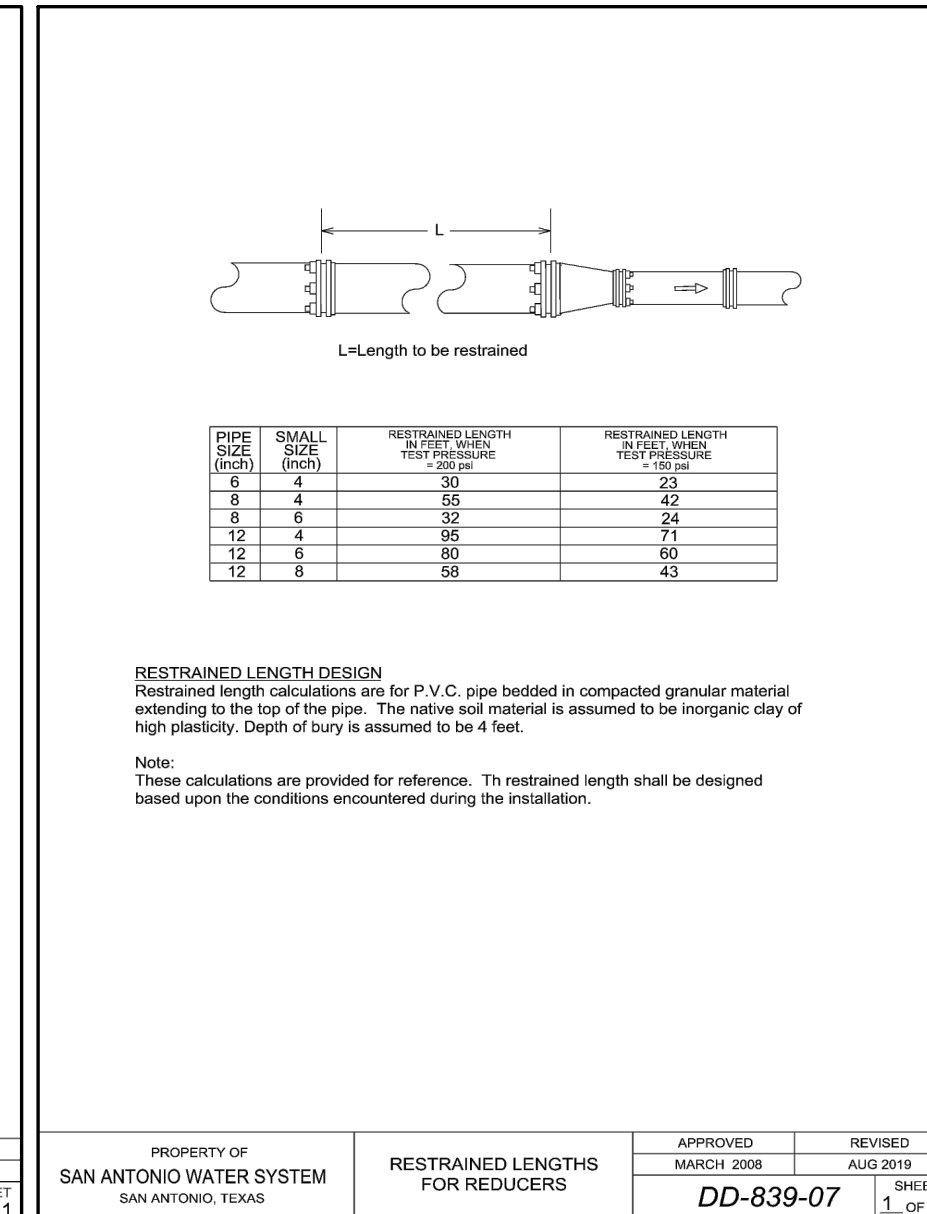 L
L=Length to be restrained
PIPE SIZE (inch) SMALL SIZE (inch) RESTRAINED LENGTH IN FEET, WHEN TEST PRESSURE = 200 psi RESTRAINED LENGTH IN FEET, WHEN TEST PRESSURE = 150 psi
6 4 30 23
8 4 55 42
8 6 32 24
12 4 95 71
12 6 80 60
12 8 58 43
RESTRAINED LENGTH DESIGN
Restrained length calculations are for P.V.C. pipe bedded in compacted granular material
extending to the top of the pipe. The native soil material is assumed to be inorganic clay of
high plasticity. Depth of bury is assumed to be 4 feet.
Note:
These calculations are provided for reference. Th restrained length shall be designed
based upon the conditions encountered during the installation.
PROPERTY OF
SAN ANTONIO WATER SYSTEM
SAN ANTONIO, TEXAS
RESTRAINED LENGTHS
FOR REDUCERS
APPROVED REVISED
MARCH 2008 AUG 2019
DD-839-07
1 OF
1